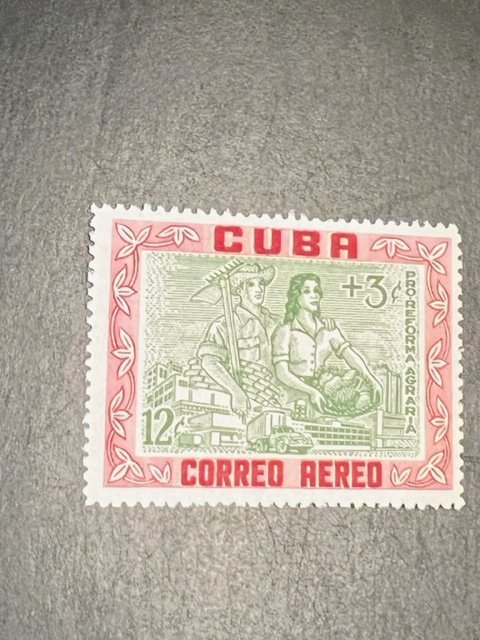 CUBA
+3¢
PRO REFORMA AGRARIA
12
CORREO AEREO